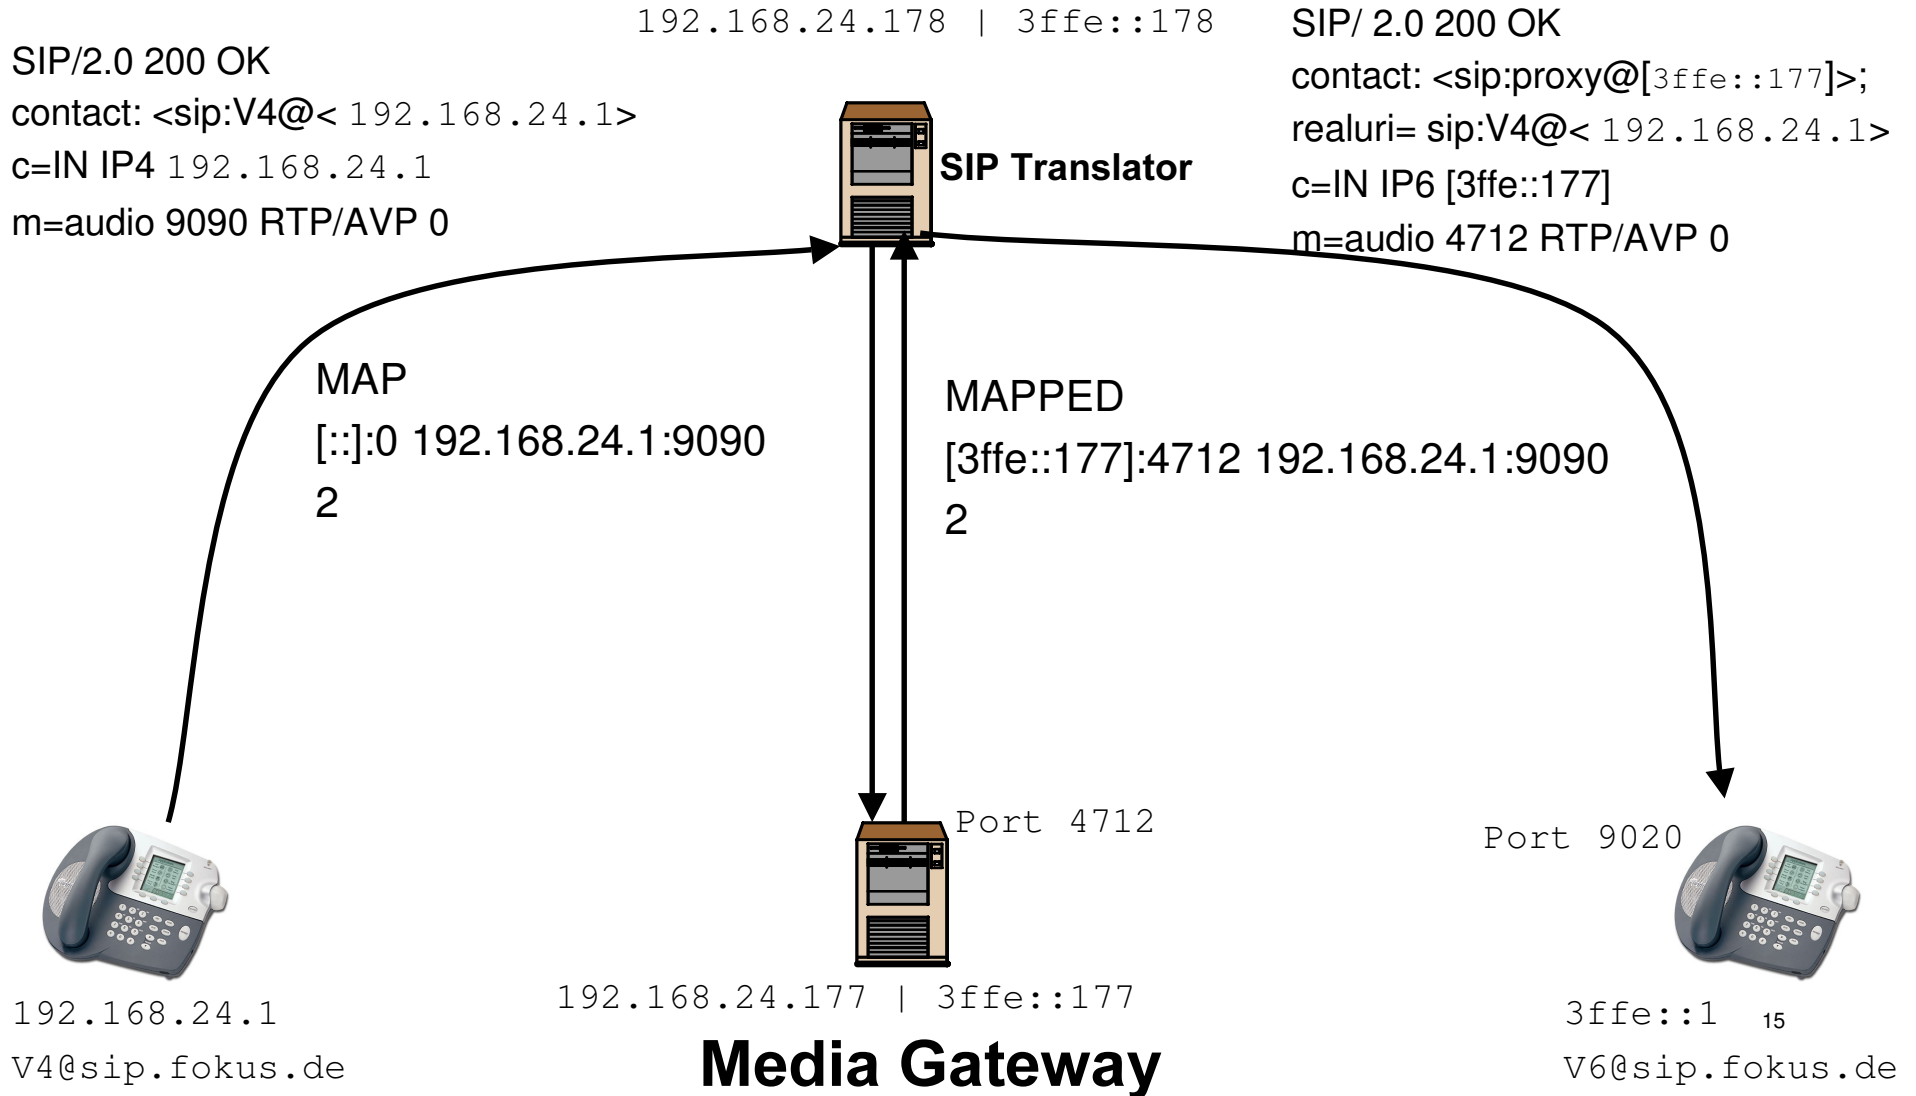 192.168.24.178 | 3ffe::178
SIP/2.0 200 OK
contact: <sip:V4@< 192.168.24.1>
c=IN IP4 192.168.24.1
m=audio 9090 RTP/AVP 0
SIP/ 2.0 200 OK
contact: <sip:proxy@[3ffe::177]>;
realuri= sip:V4@< 192.168.24.1>
c=IN IP6 [3ffe::177]
m=audio 4712 RTP/AVP 0
SIP Translator
MAP
[::]:0 192.168.24.1:9090
2
MAPPED
[3ffe::177]:4712 192.168.24.1:9090
2
Port 4712
Port 9020
192.168.24.1
V4@sip.fokus.de
192.168.24.177 | 3ffe::177
Media Gateway
3ffe::1
15
V6@sip.fokus.de